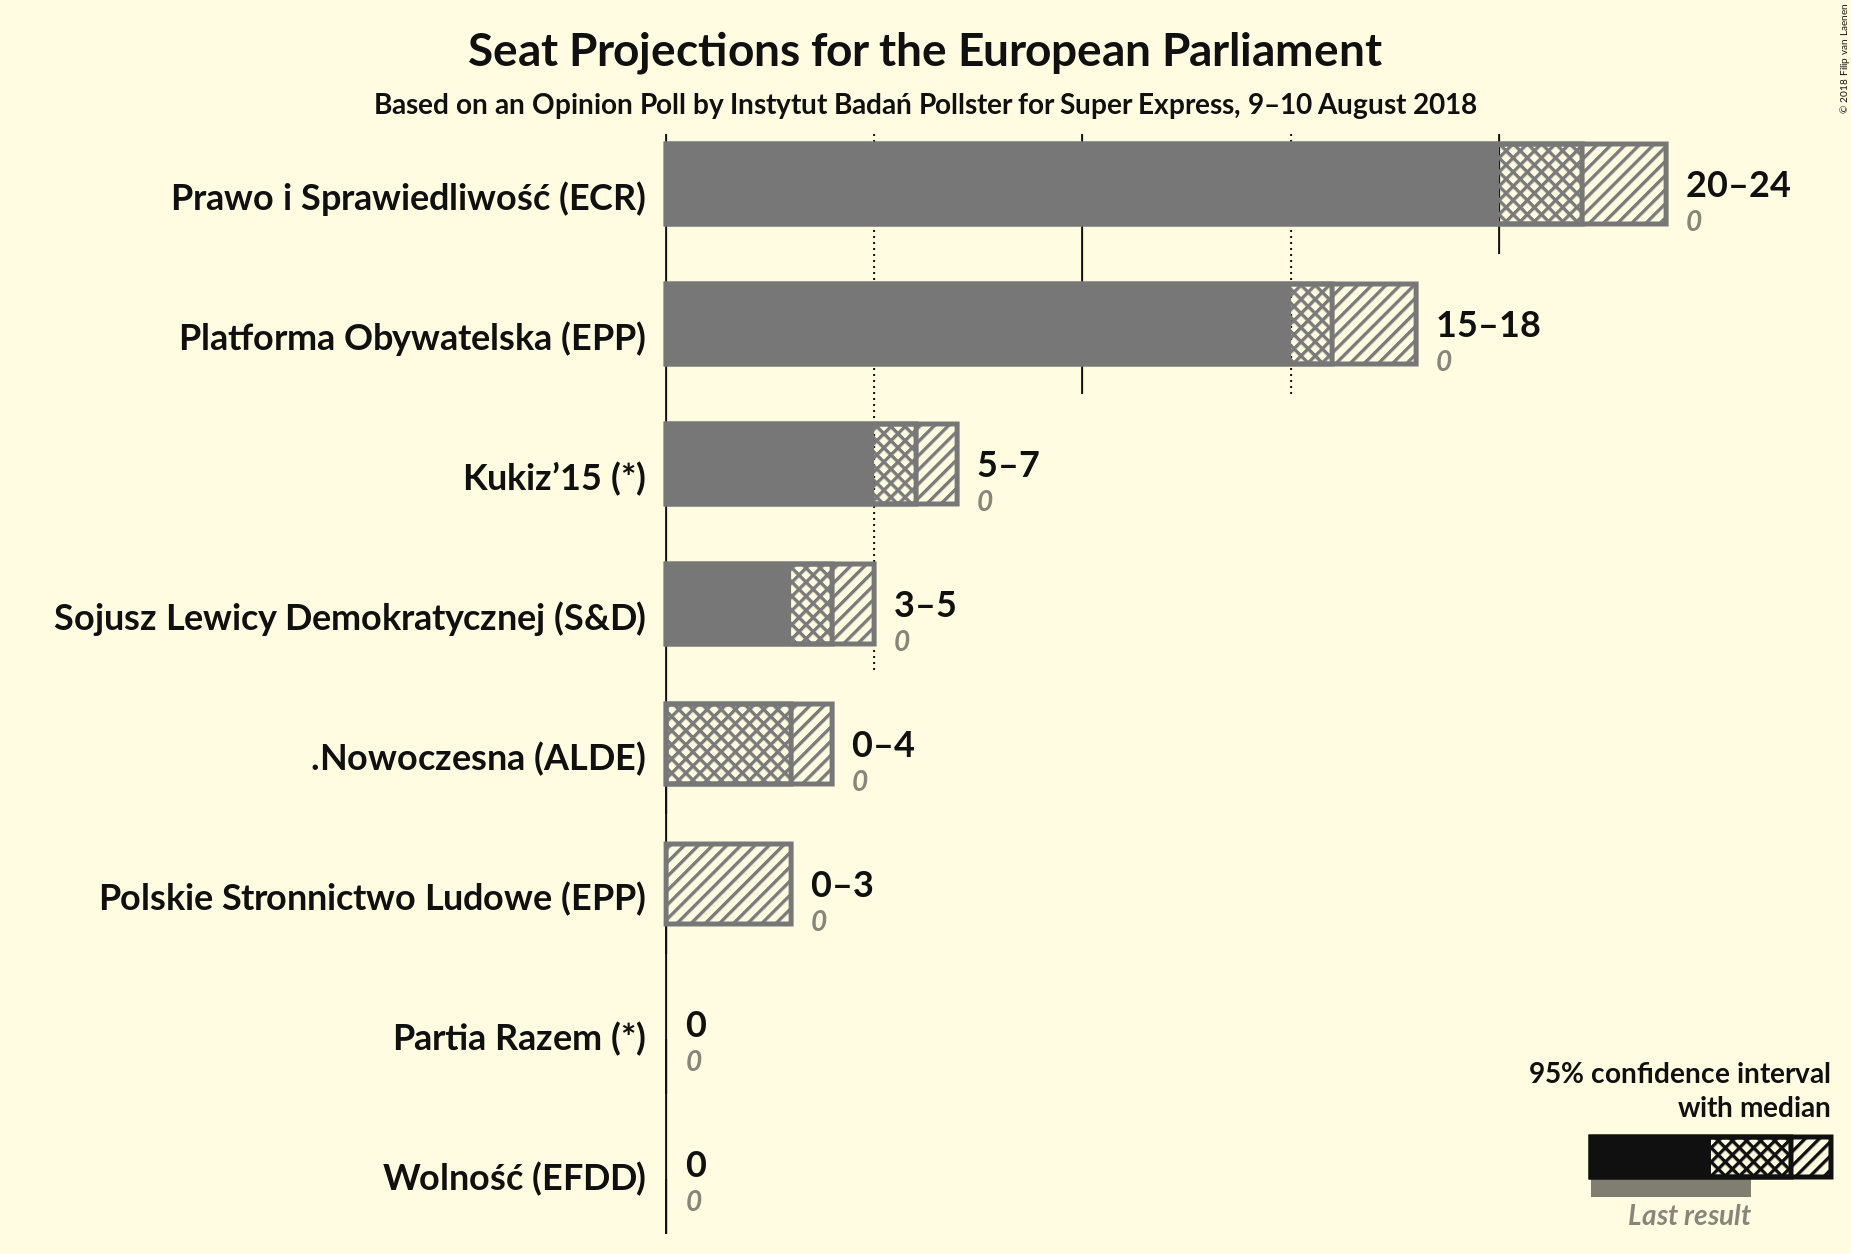 Seat Projections for the European Parliament
Based on an Opinion Poll by Instytut Badań Pollster for Super Express, 9–10 August 2018
© 2018 Filip van Laenen
Prawo i Sprawiedliwość (ECR)
20–24
0
Platforma Obywatelska (EPP)
15–18
0
Kukiz’15 (*)
5–7
0
Sojusz Lewicy Demokratycznej (S&D)
3–5
0
.Nowoczesna (ALDE)
0–4
0
Polskie Stronnictwo Ludowe (EPP)
0–3
0
Partia Razem (*)
0
0
Wolność (EFDD)
0
0
95% confidence interval
with median
Last result